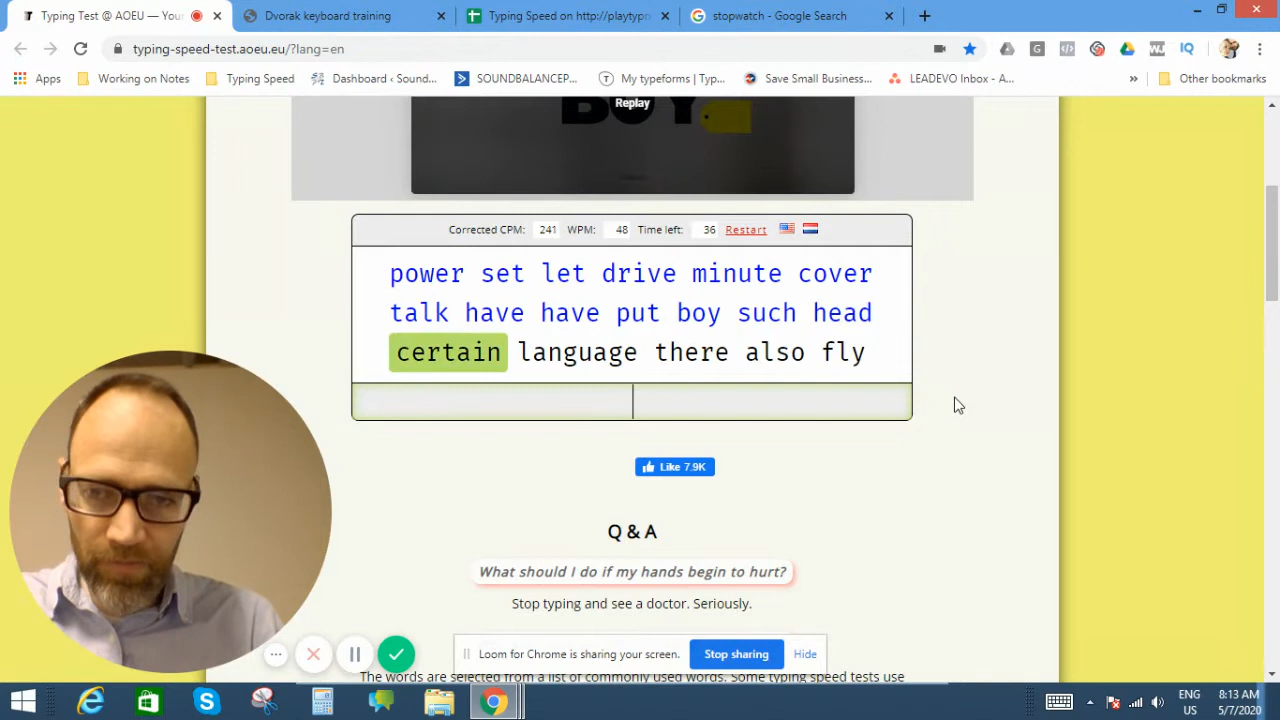 Typing Test @ AOEU — You
Dvorak keyboard training
Typing Speed on http://playtypi
stopwatch - Google Search
typing-speed-test.aoeu.eu/?lang=en
Apps
Working on Notes
Typing Speed
Dashboard ‹ Soun...
SOUNDBALANCEP...
My typeforms | Typ...
Save Small Business...
LEADEVO Inbox - A...
»
Other bookmarks
BUY
Replay
Corrected CPM: 241 WPM: 48 Time left: 36 Restart
power set let drive minute cover
talk have have put boy such head
certain language there also fly
Like 7.9K
Q & A
What should I do if my hands begin to hurt?
Stop typing and see a doctor. Seriously.
Loom for Chrome is sharing your screen. Stop sharing Hide
The words are selected from a list of commonly used words. Some typing speed tests use
ENG
US
8:13 AM
5/7/2020